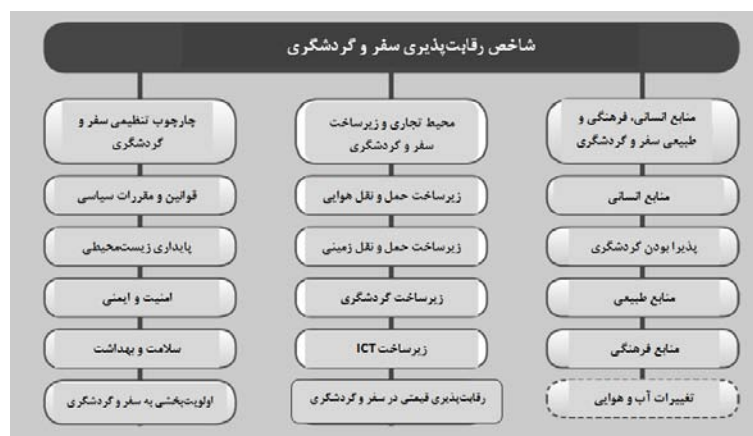 شاخص رقابت‌پذیری سفر و گردشگری
منابع انسانی، فرهنگی و
طبیعی سفر و گردشگری
منابع انسانی
پذیرا بودن گردشگری
منابع طبیعی
منابع فرهنگی
تغییرات آب و هوایی
محیط تجاری و زیرساخت
سفر و گردشگری
زیرساخت حمل و نقل هوایی
زیرساخت حمل و نقل زمینی
زیرساخت گردشگری
زیرساخت ICT
رقابت‌پذیری قیمتی در سفر و گردشگری
چارچوب تنظیمی سفر و
گردشگری
قوانین و مقررات سیاسی
پایداری زیست‌محیطی
امنیت و ایمنی
سلامت و بهداشت
اولویت‌بخشی به سفر و گردشگری